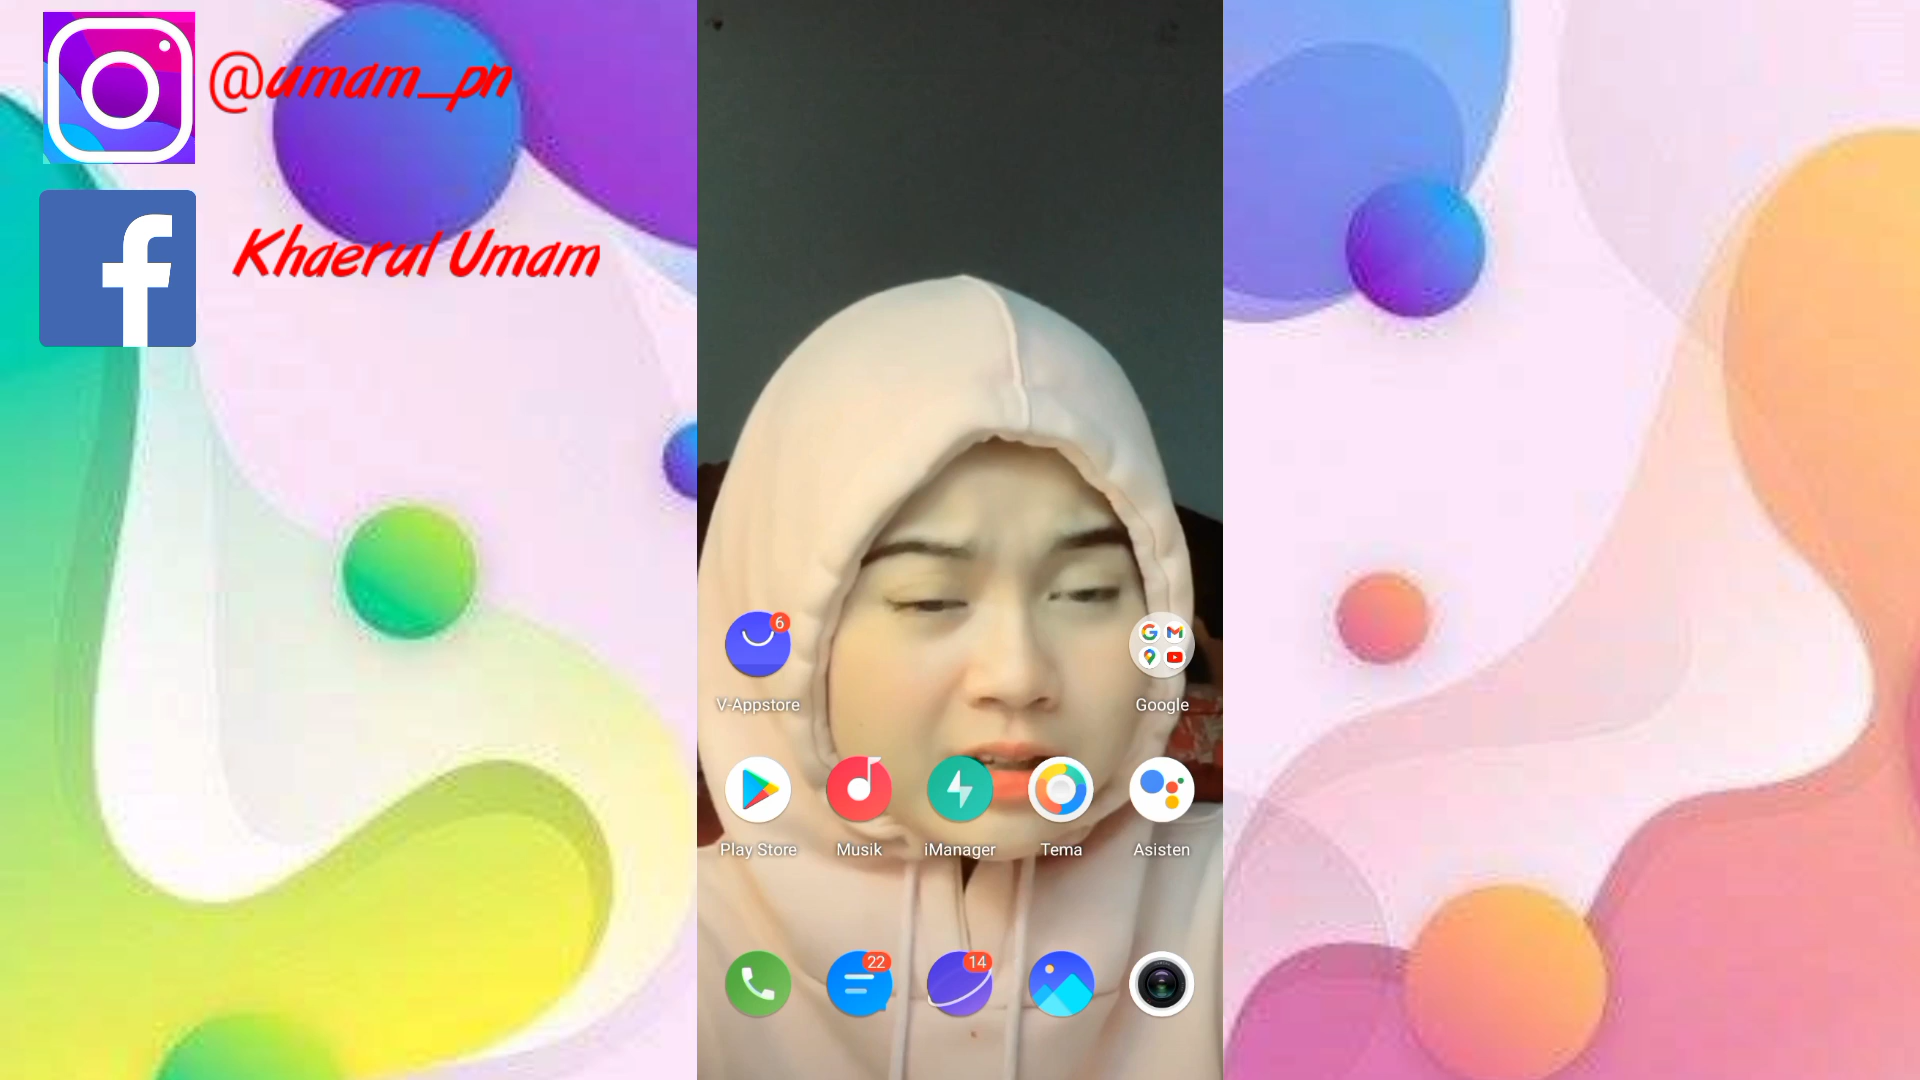 @umam_pn
Khaerul Umam
6
V-Appstore
Google
Play Store
Musik
iManager
Tema
Asisten
22
14